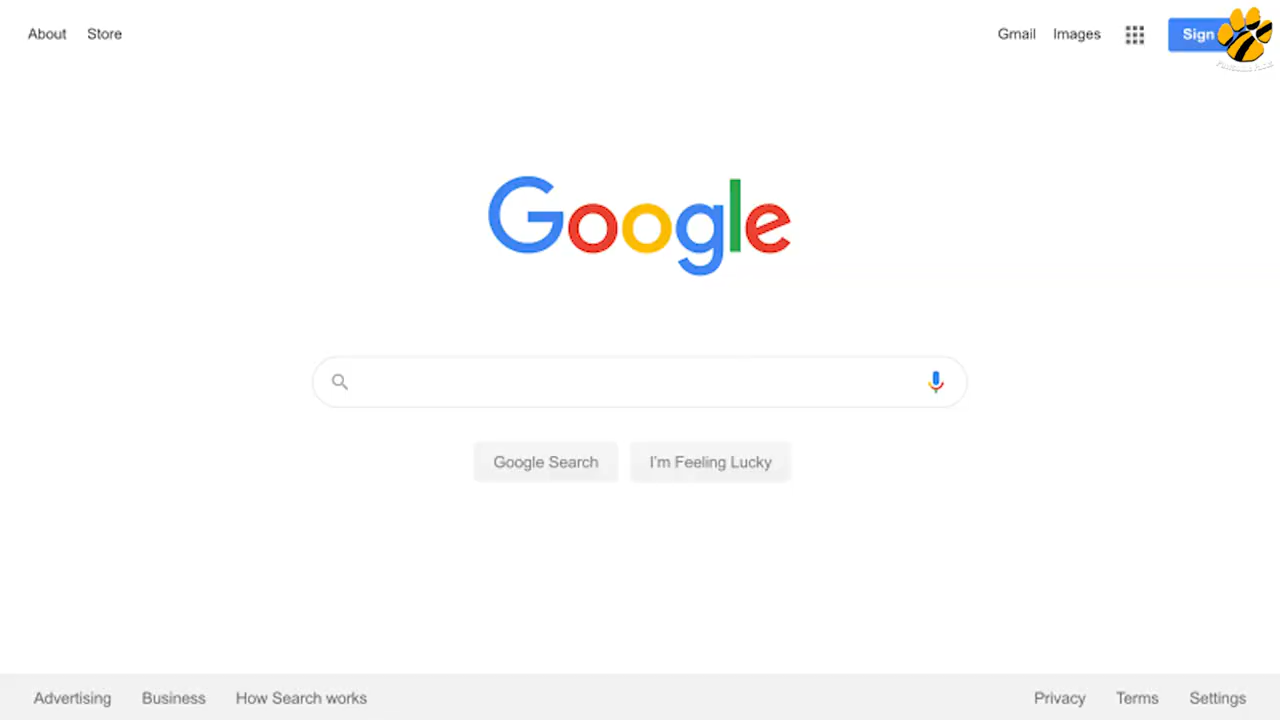 About Store Gmail Images Sign
Google
Google Search I'm Feeling Lucky
Advertising Business How Search works Privacy Terms Settings